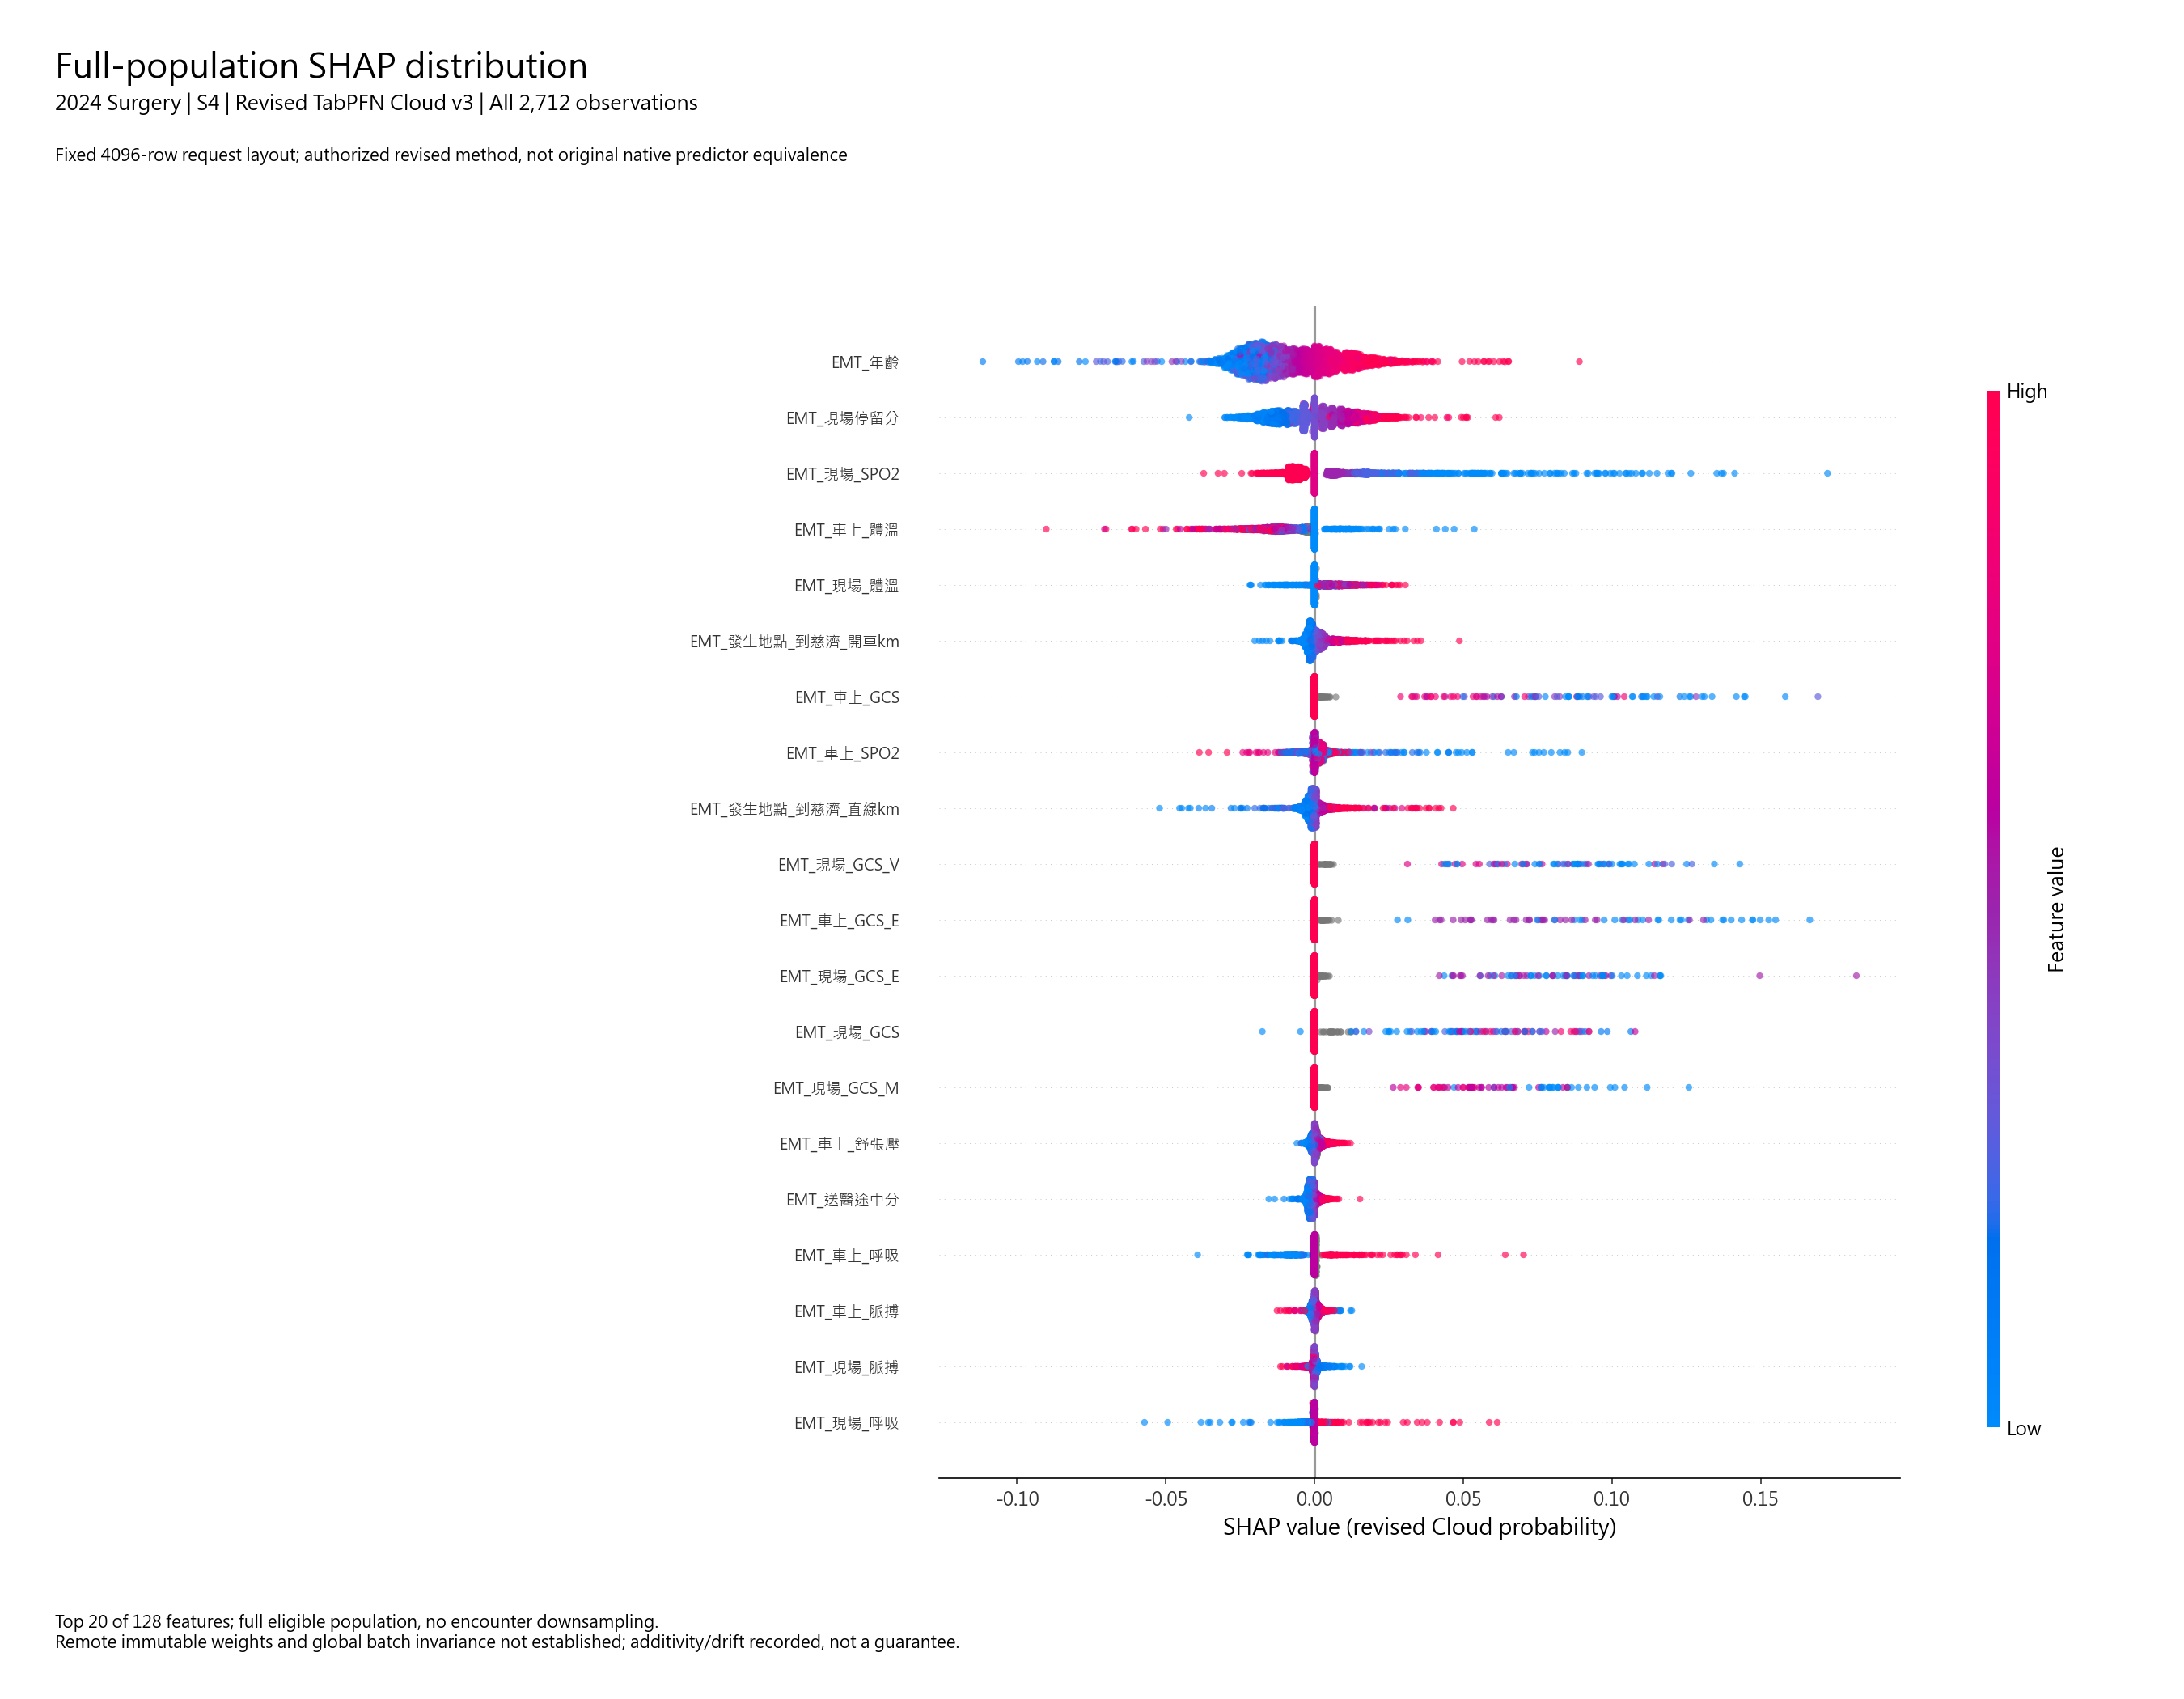 Full-population SHAP distribution
2024 Surgery | S4 | Revised TabPFN Cloud v3 | All 2,712 observations
Fixed 4096-row request layout; authorized revised method, not original native predictor equivalence
EMT_年齡
EMT_現場停留分
EMT_現場_SPO2
EMT_車上_體溫
EMT_現場_體溫
EMT_發生地點_到慈濟_開車km
EMT_車上_GCS
EMT_車上_SPO2
EMT_發生地點_到慈濟_直線km
EMT_現場_GCS_V
EMT_車上_GCS_E
EMT_現場_GCS_E
EMT_現場_GCS
EMT_現場_GCS_M
EMT_車上_舒張壓
EMT_送醫途中分
EMT_車上_呼吸
EMT_車上_脈搏
EMT_現場_脈搏
EMT_現場_呼吸
-0.10 -0.05 0.00 0.05 0.10 0.15
SHAP value (revised Cloud probability)
High
Feature value
Low
Top 20 of 128 features; full eligible population, no encounter downsampling.
Remote immutable weights and global batch invariance not established; additivity/drift recorded, not a guarantee.